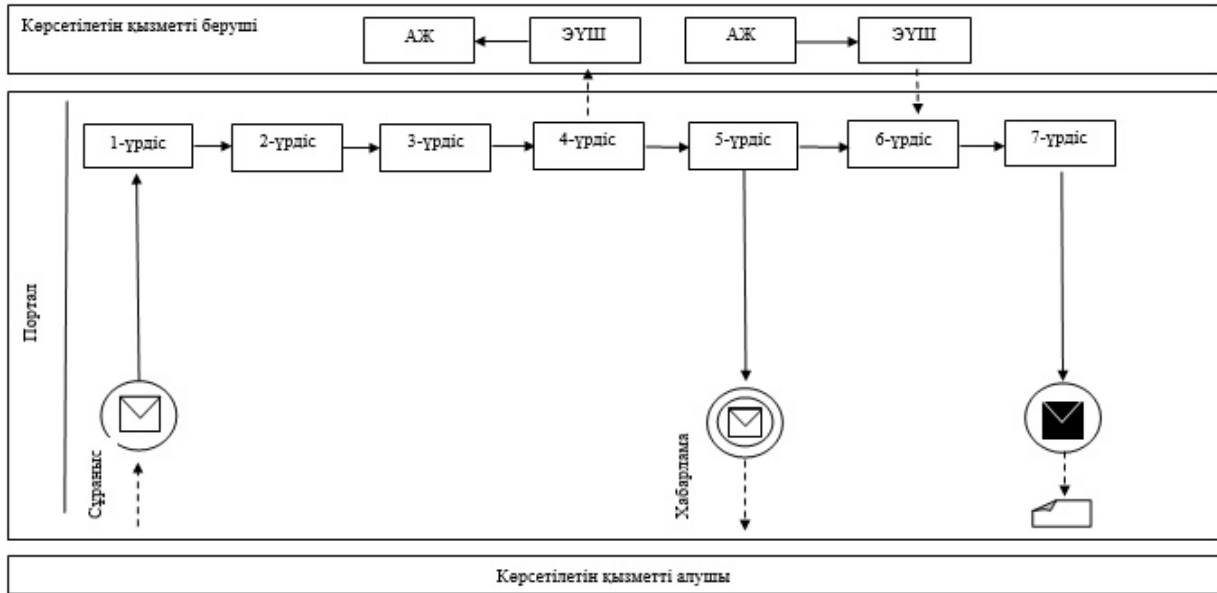 Көрсетілетін қызметті беруші
АЖ
ЭҮШ
АЖ
ЭҮШ
Портал
1-үрдіс
2-үрдіс
3-үрдіс
4-үрдіс
5-үрдіс
6-үрдіс
7-үрдіс
Сұраныс
Хабарлама
Көрсетілетін қызметті алушы